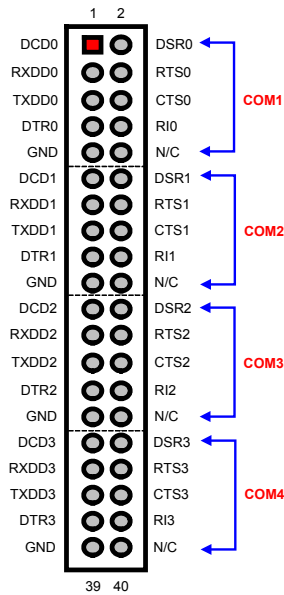 1 2
DCD0 DSR0
RXDD0 RTS0
TXDD0 CTS0 COM1
DTR0 RI0
GND N/C
DCD1 DSR1
RXDD1 RTS1
TXDD1 CTS1 COM2
DTR1 RI1
GND N/C
DCD2 DSR2
RXDD2 RTS2
TXDD2 CTS2 COM3
DTR2 RI2
GND N/C
DCD3 DSR3
RXDD3 RTS3
TXDD3 CTS3 COM4
DTR3 RI3
GND N/C
39 40